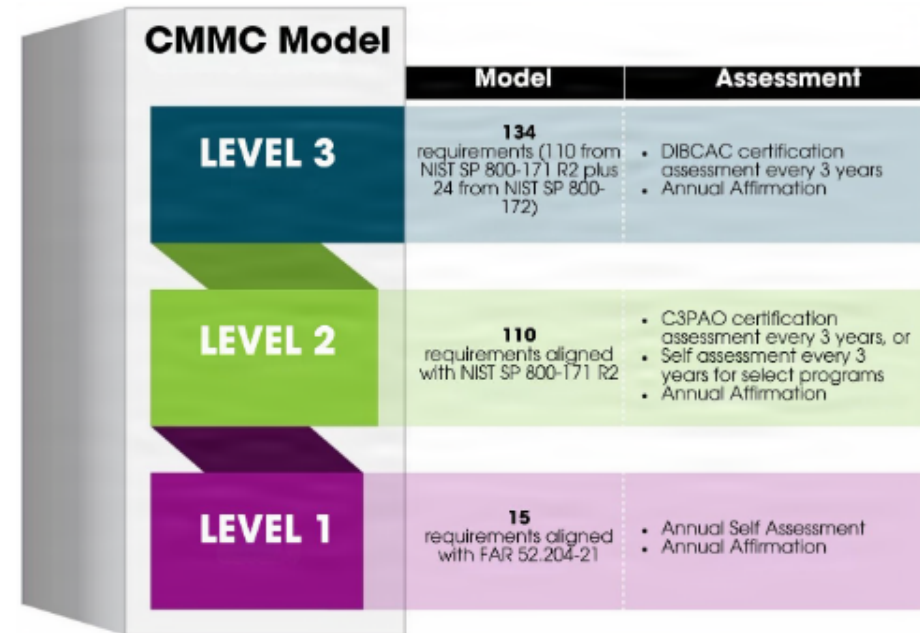 CMMC Model
Model
Assessment
LEVEL 3
134
requirements (110 from
NIST SP 800-171 R2 plus
24 from NIST SP 800-
172)
• DIBCAC certification
assessment every 3 years
• Annual Affirmation
LEVEL 2
110
requirements aligned
with NIST SP 800-171 R2
• C3PAO certification
assessment every 3 years, or
• Self assessment every 3
years for select programs
• Annual Affirmation
LEVEL 1
15
requirements aligned
with FAR 52.204-21
• Annual Self Assessment
• Annual Affirmation